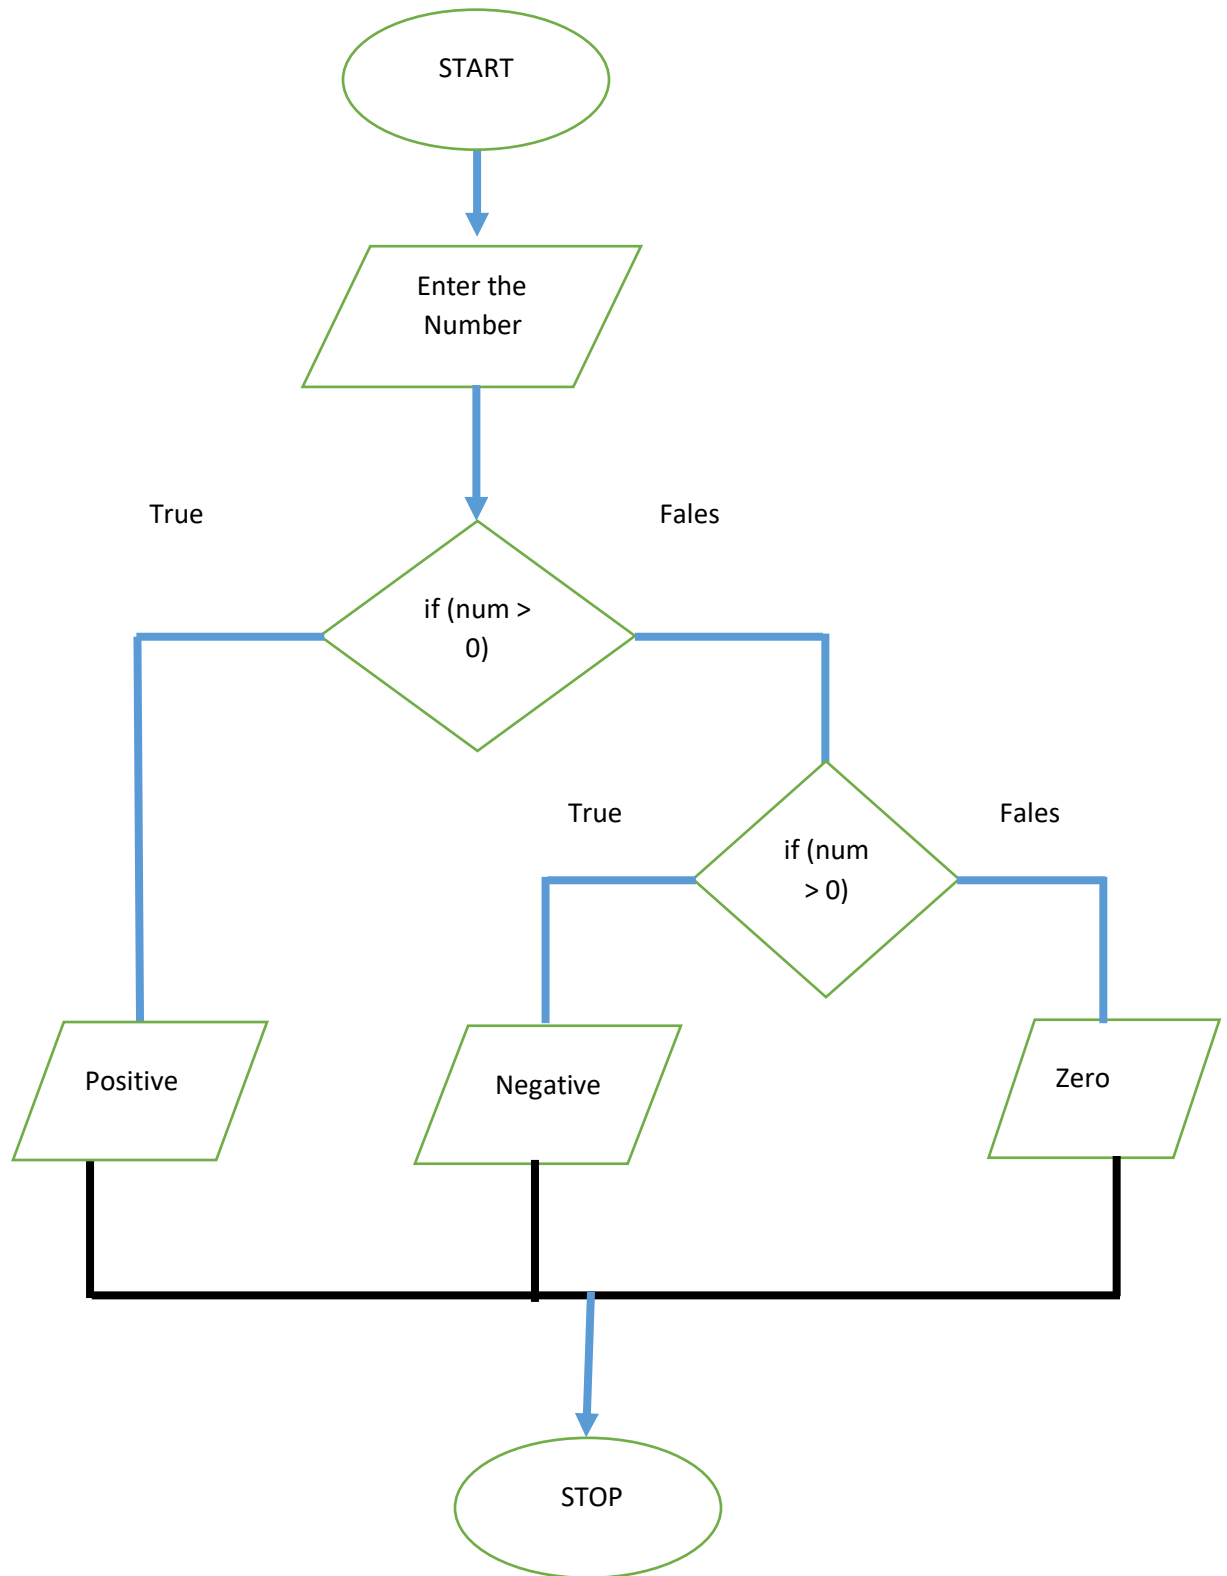 START
Enter the
Number
True
Fales
if (num >
0)
True
Fales
if (num
> 0)
Positive
Negative
Zero
STOP